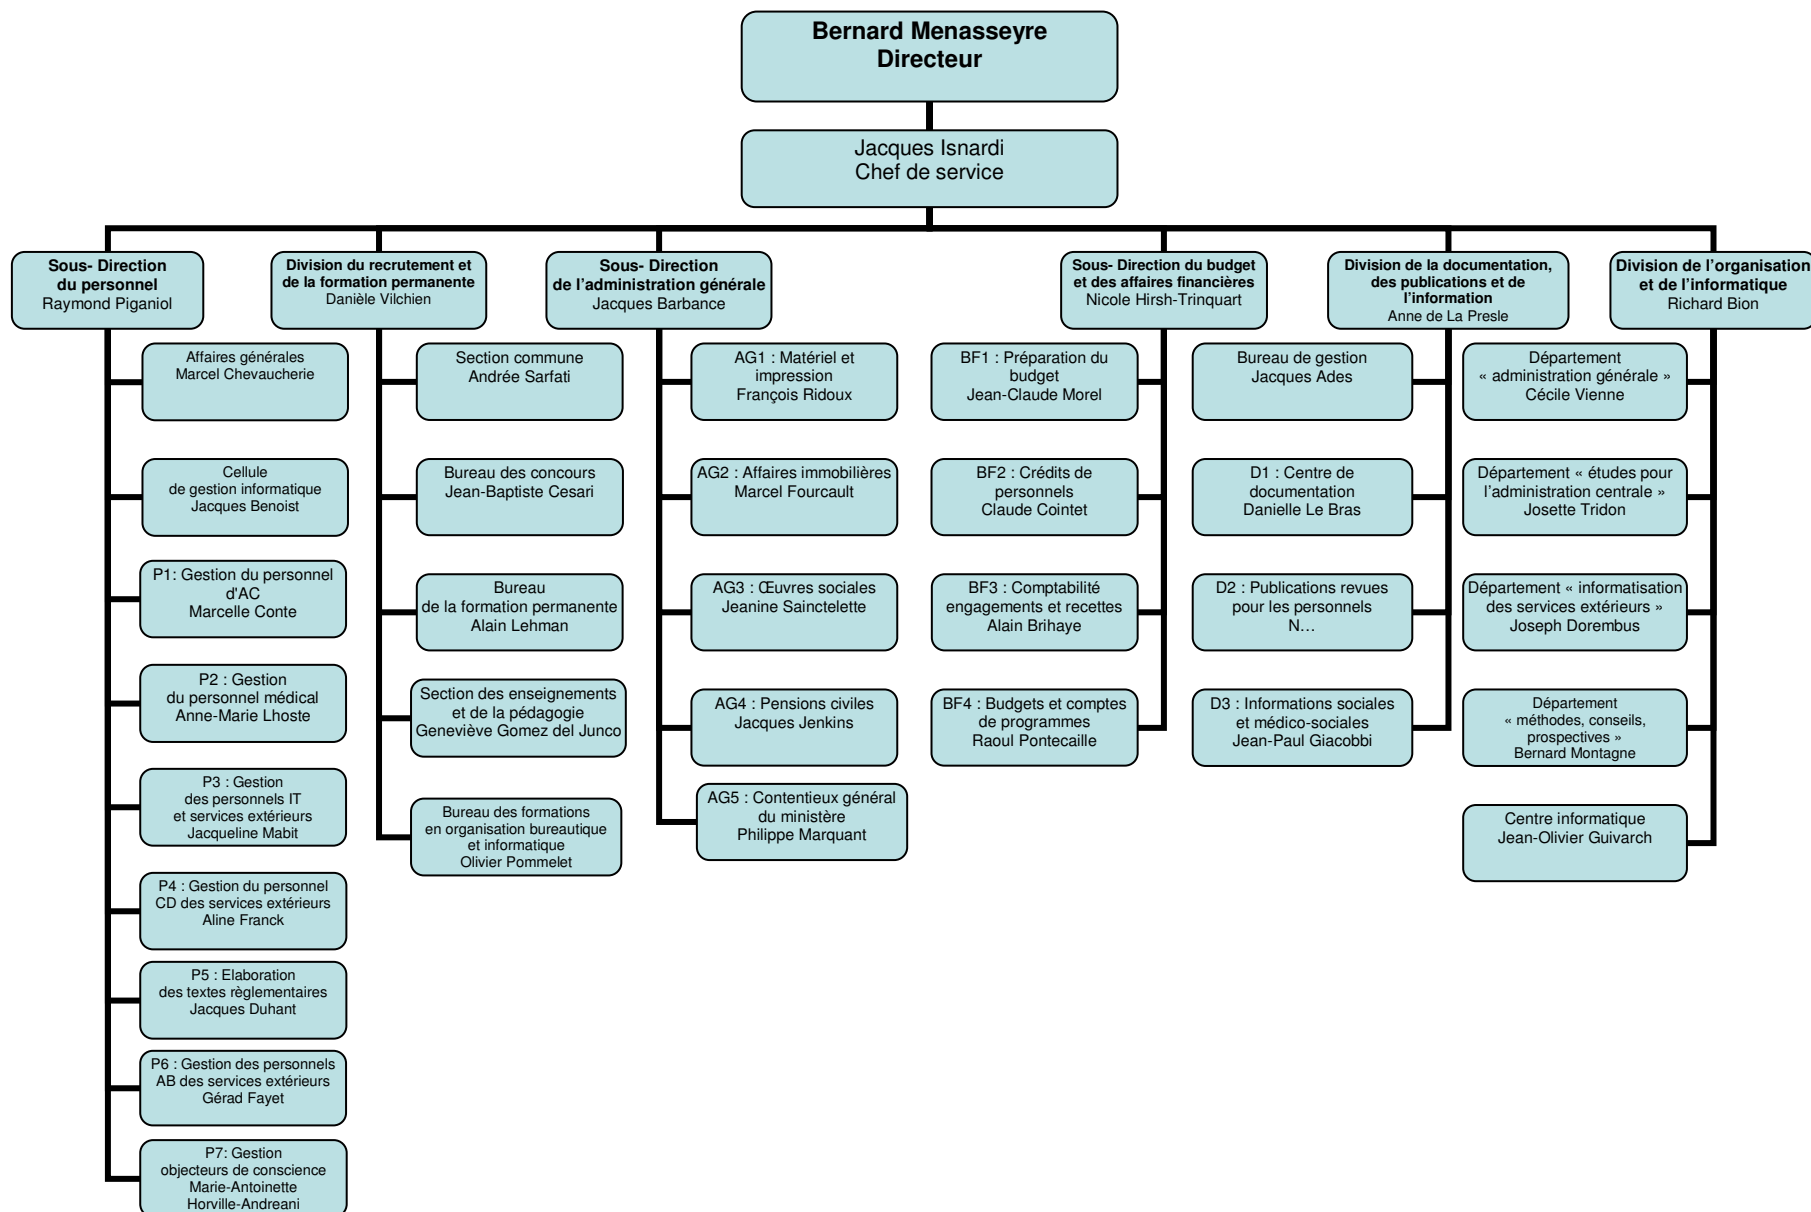 Bernard Menasseyre
Directeur
Jacques Isnardi
Chef de service
Sous- Direction
du personnel
Raymond Piganiol
Division du recrutement et
de la formation permanente
Danièle Vilchien
Sous- Direction
de l'administration générale
Jacques Barbance
Sous- Direction du budget
et des affaires financières
Nicole Hirsh-Trinquart
Division de la documentation,
des publications et de
l'information
Anne de La Presle
Division de l'organisation
et de l'informatique
Richard Bion
Affaires générales
Marcel Chevaucherie
Cellule
de gestion informatique
Jacques Benoist
P1: Gestion du personnel
d'AC
Marcelle Conte
P2 : Gestion
du personnel médical
Anne-Marie Lhoste
P3 : Gestion
des personnels IT
et services extérieurs
Jacqueline Mabit
P4 : Gestion du personnel
CD des services extérieurs
Aline Franck
P5 : Elaboration
des textes règlementaires
Jacques Duhant
P6 : Gestion des personnels
AB des services extérieurs
Gérad Fayet
P7: Gestion
objecteurs de conscience
Marie-Antoinette
Horville-Andreani
Section commune
Andrée Sarfati
Bureau des concours
Jean-Baptiste Cesari
Bureau
de la formation permanente
Alain Lehman
Section des enseignements
et de la pédagogie
Geneviève Gomez del Junco
Bureau des formations
en organisation bureautique
et informatique
Olivier Pommelet
AG1 : Matériel et
impression
François Ridoux
AG2 : Affaires immobilières
Marcel Fourcault
AG3 : Œuvres sociales
Jeanine Sainctelette
AG4 : Pensions civiles
Jacques Jenkins
AG5 : Contentieux général
du ministère
Philippe Marquant
BF1 : Préparation du
budget
Jean-Claude Morel
BF2 : Crédits de
personnels
Claude Cointet
BF3 : Comptabilité
engagements et recettes
Alain Brihaye
BF4 : Budgets et comptes
de programmes
Raoul Pontecaille
Bureau de gestion
Jacques Ades
D1 : Centre de
documentation
Danielle Le Bras
D2 : Publications revues
pour les personnels
N…
D3 : Informations sociales
et médico-sociales
Jean-Paul Giacobbi
Département
« administration générale »
Cécile Vienne
Département « études pour
l'administration centrale »
Josette Tridon
Département « informatisation
des services extérieurs »
Joseph Dorembus
Département
« méthodes, conseils,
prospectives »
Bernard Montagne
Centre informatique
Jean-Olivier Guivarch